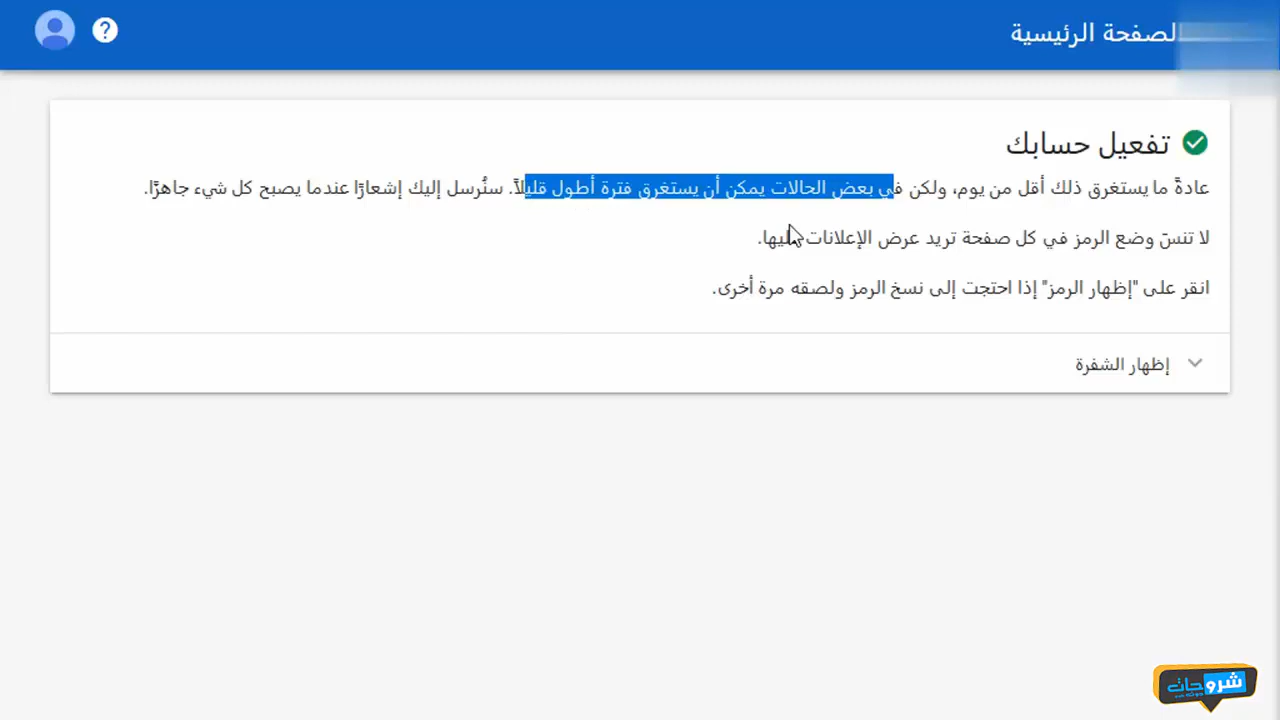 الصفحة الرئيسية
تفعيل حسابك
عادةً ما يستغرق ذلك أقل من يوم، ولكن في بعض الحالات يمكن أن يستغرق فترة أطول قليلاً. سنُرسل إليك إشعارًا عندما يصبح كل شيء جاهزًا.
لا تنسَ وضع الرمز في كل صفحة تريد عرض الإعلانات عليها.
انقر على "إظهار الرمز" إذا احتجت إلى نسخ الرمز ولصقه مرة أخرى.
إظهار الشفرة
شروحات